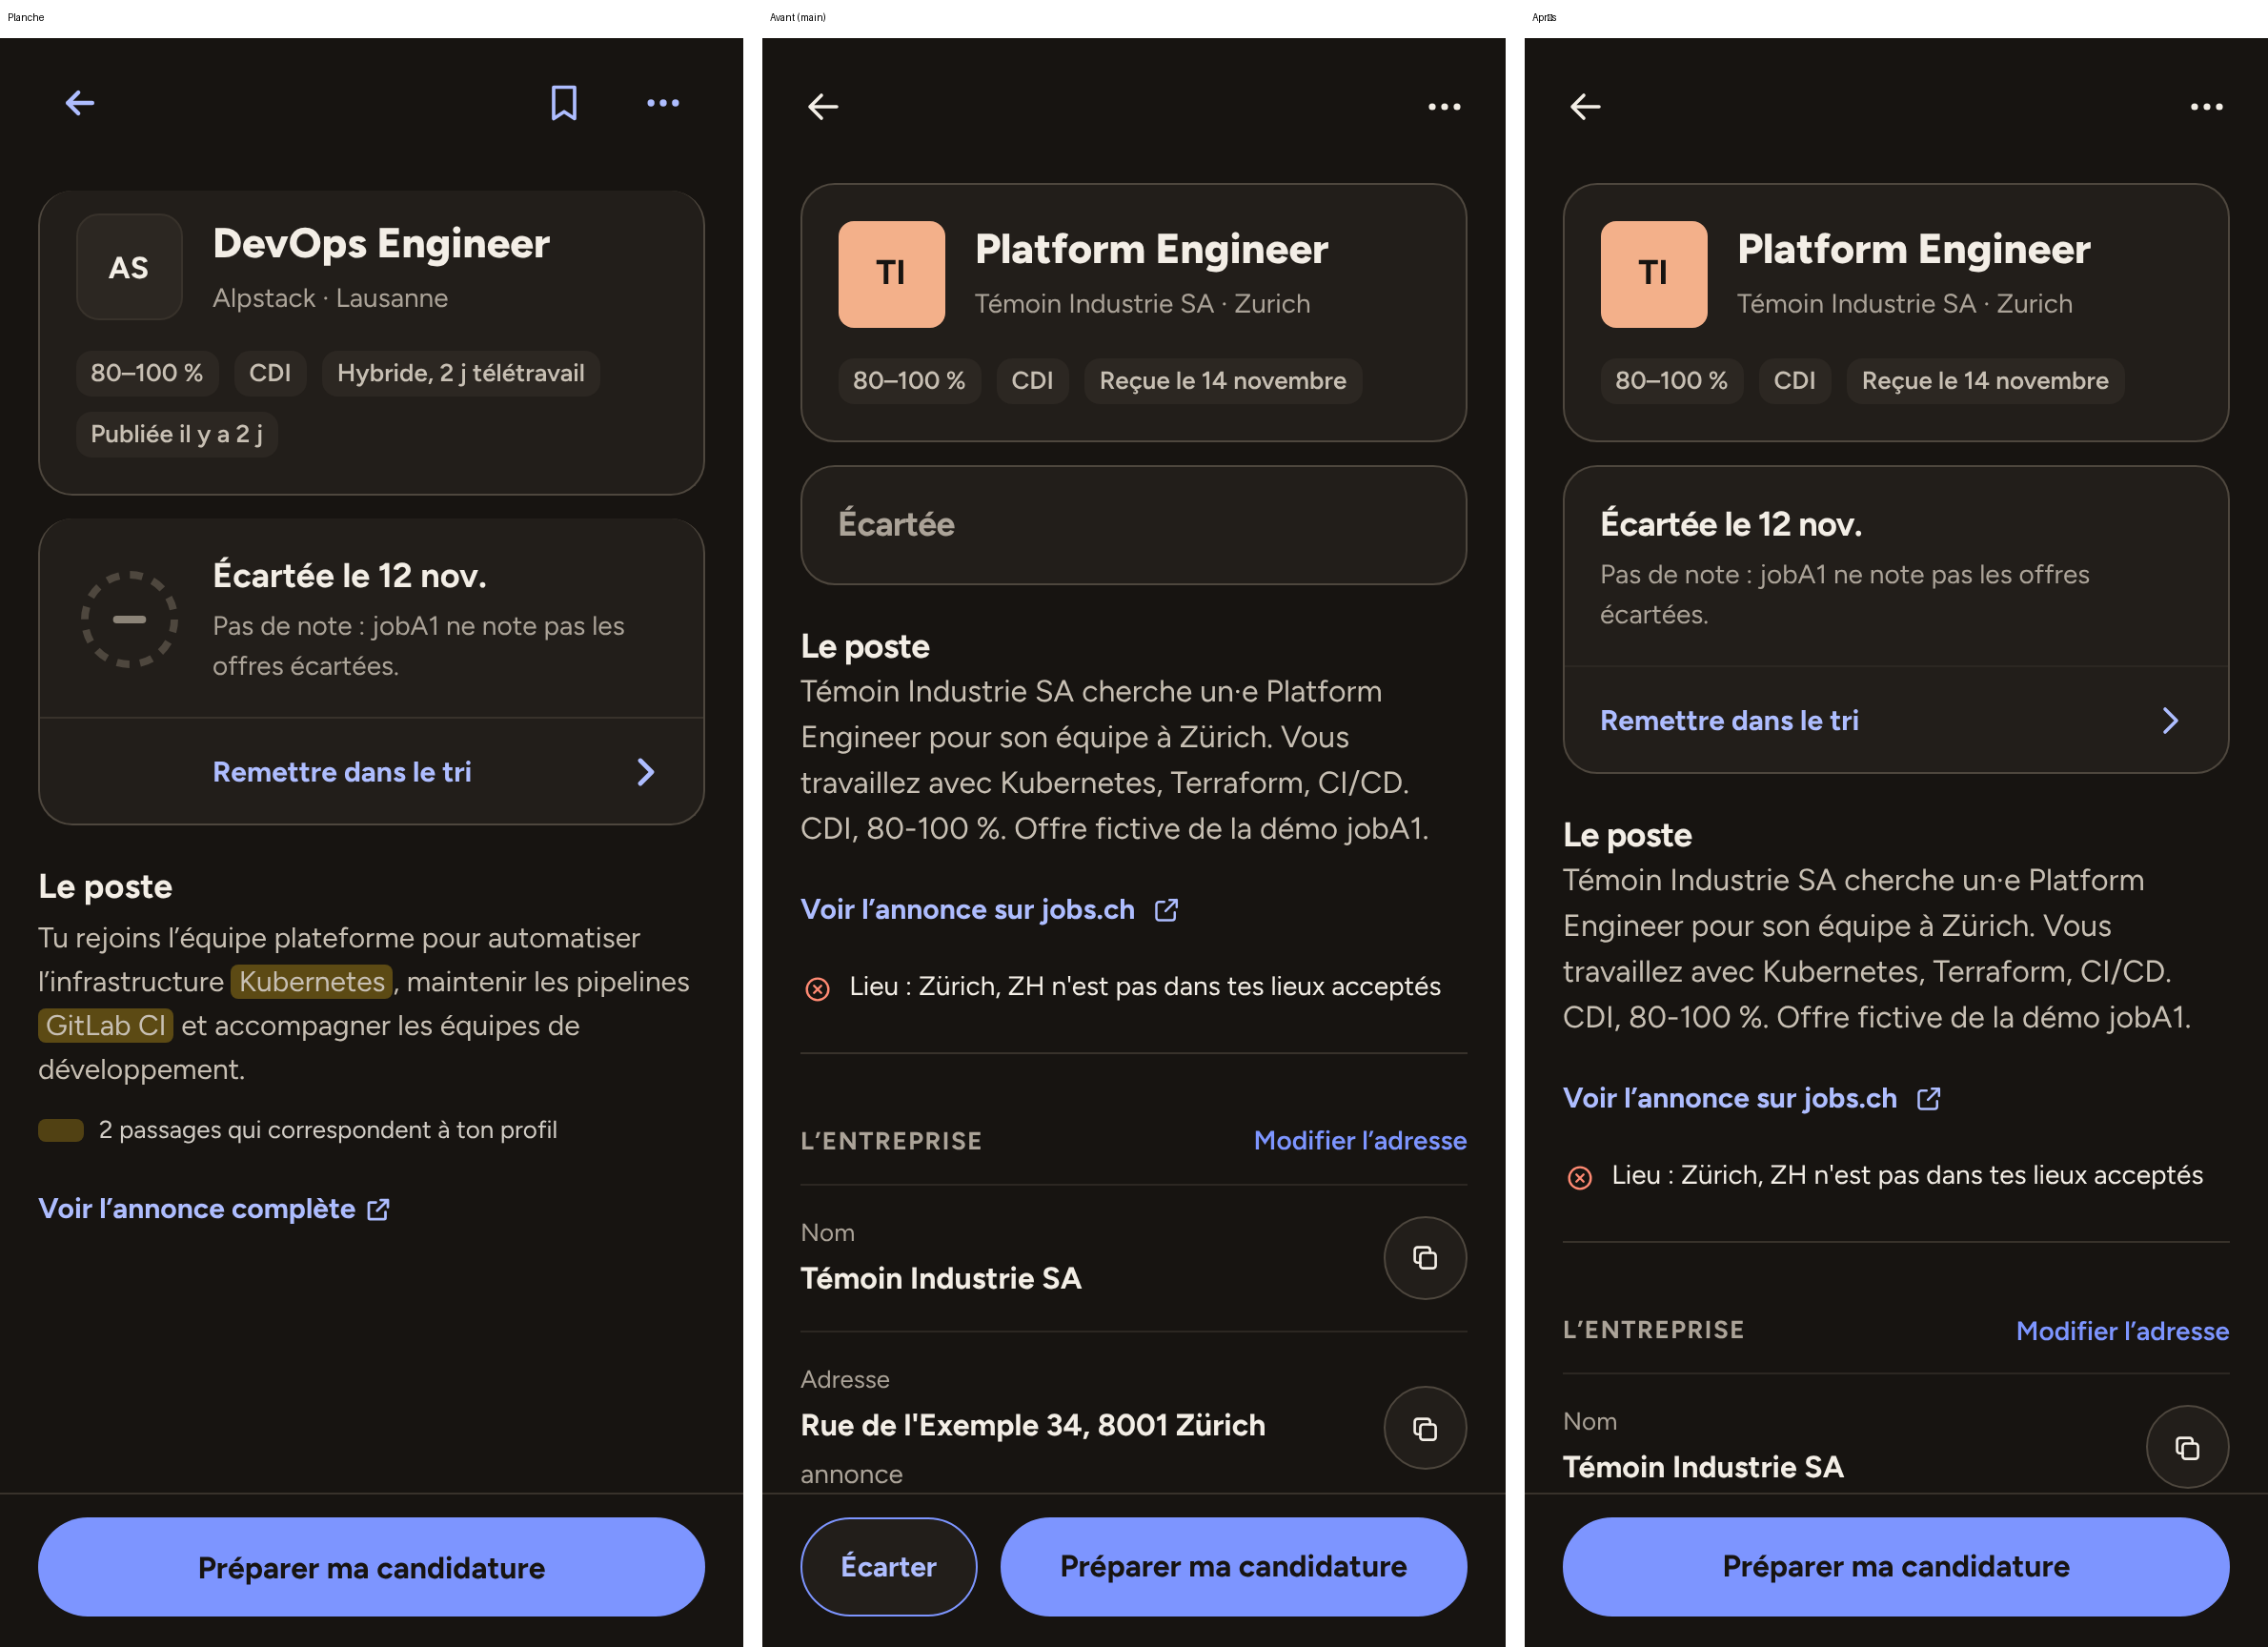 Planche
AS
DevOps Engineer
Alpstack · Lausanne
80–100 %
CDI
Hybride, 2 j télétravail
Publiée il y a 2 j
Écartée le 12 nov.
Pas de note : jobA1 ne note pas les
offres écartées.
Remettre dans le tri
Le poste
Tu rejoins l’équipe plateforme pour automatiser
l’infrastructure Kubernetes, maintenir les pipelines
GitLab CI et accompagner les équipes de
développement.
2 passages qui correspondent à ton profil
Voir l’annonce complète
Préparer ma candidature
Avant (main)
TI
Platform Engineer
Témoin Industrie SA · Zurich
80–100 %
CDI
Reçue le 14 novembre
Écartée
Le poste
Témoin Industrie SA cherche un·e Platform
Engineer pour son équipe à Zürich. Vous
travaillez avec Kubernetes, Terraform, CI/CD.
CDI, 80-100 %. Offre fictive de la démo jobA1.
Voir l’annonce sur jobs.ch
Lieu : Zürich, ZH n'est pas dans tes lieux acceptés
L’ENTREPRISE
Modifier l’adresse
Nom
Témoin Industrie SA
Adresse
Rue de l'Exemple 34, 8001 Zürich
annonce
Écarter
Préparer ma candidature
TI
Platform Engineer
Témoin Industrie SA · Zurich
80–100 %
CDI
Reçue le 14 novembre
Écartée le 12 nov.
Pas de note : jobA1 ne note pas les offres
écartées.
Remettre dans le tri
Le poste
Témoin Industrie SA cherche un·e Platform
Engineer pour son équipe à Zürich. Vous
travaillez avec Kubernetes, Terraform, CI/CD.
CDI, 80-100 %. Offre fictive de la démo jobA1.
Voir l’annonce sur jobs.ch
Lieu : Zürich, ZH n'est pas dans tes lieux acceptés
L’ENTREPRISE
Modifier l’adresse
Nom
Témoin Industrie SA
Préparer ma candidature